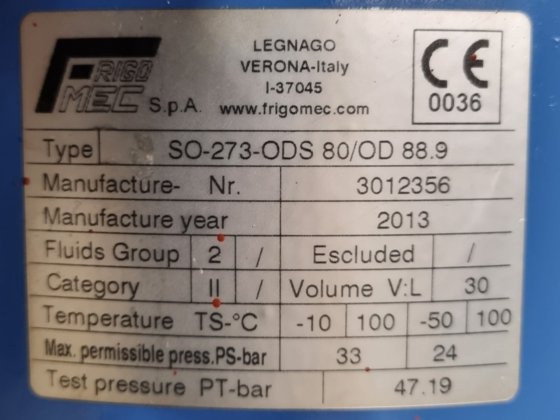 FRIGO
MEC S.p.A.
LEGNAGO
VERONA-Italy
I-37045
www.frigomec.com
CE
0036
Type SO-273-ODS 80/OD 88.9
Manufacture- Nr. 3012356
Manufacture year 2013
Fluids Group 2 / Escluded /
Category II / Volume V:L 30
Temperature TS-°C -10 100 -50 100
Max. permissible press.PS-bar 33 24
Test pressure PT-bar 47.19